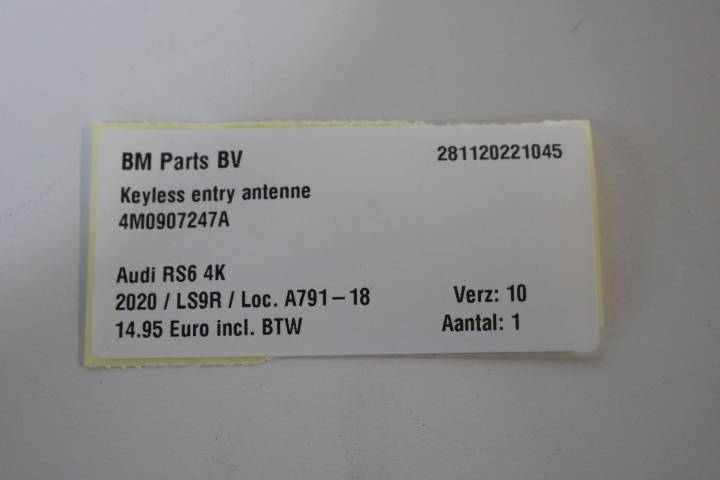 BM Parts BV 281120221045
Keyless entry antenne
4M0907247A
Audi RS6 4K
2020 / LS9R / Loc. A791-18 Verz: 10
14.95 Euro incl. BTW Aantal: 1